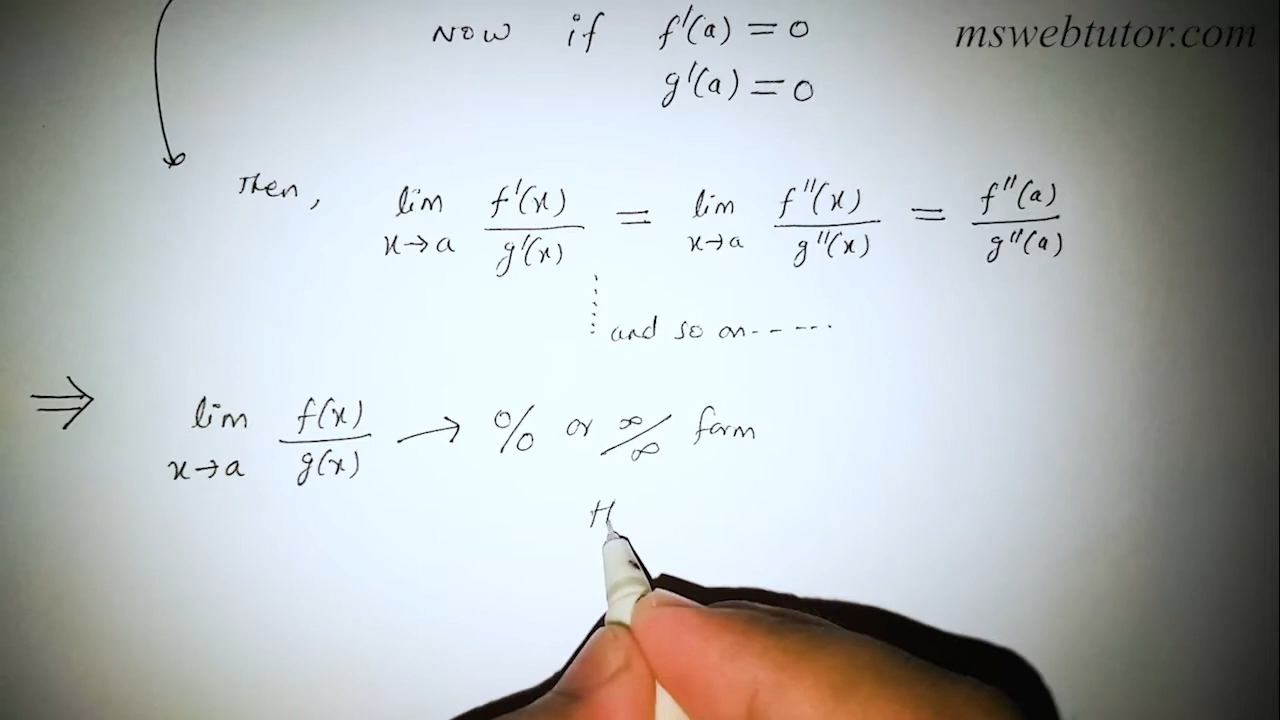 mswebtutor.com
Now if f'(a) = 0
g'(a) = 0
Then, lim x→a f'(x)/g'(x) = lim x→a f''(x)/g''(x) = f''(a)/g''(a)
and so on-----
⇒ lim x→a f(x)/g(x) → 0/0 or ∞/∞ form
H